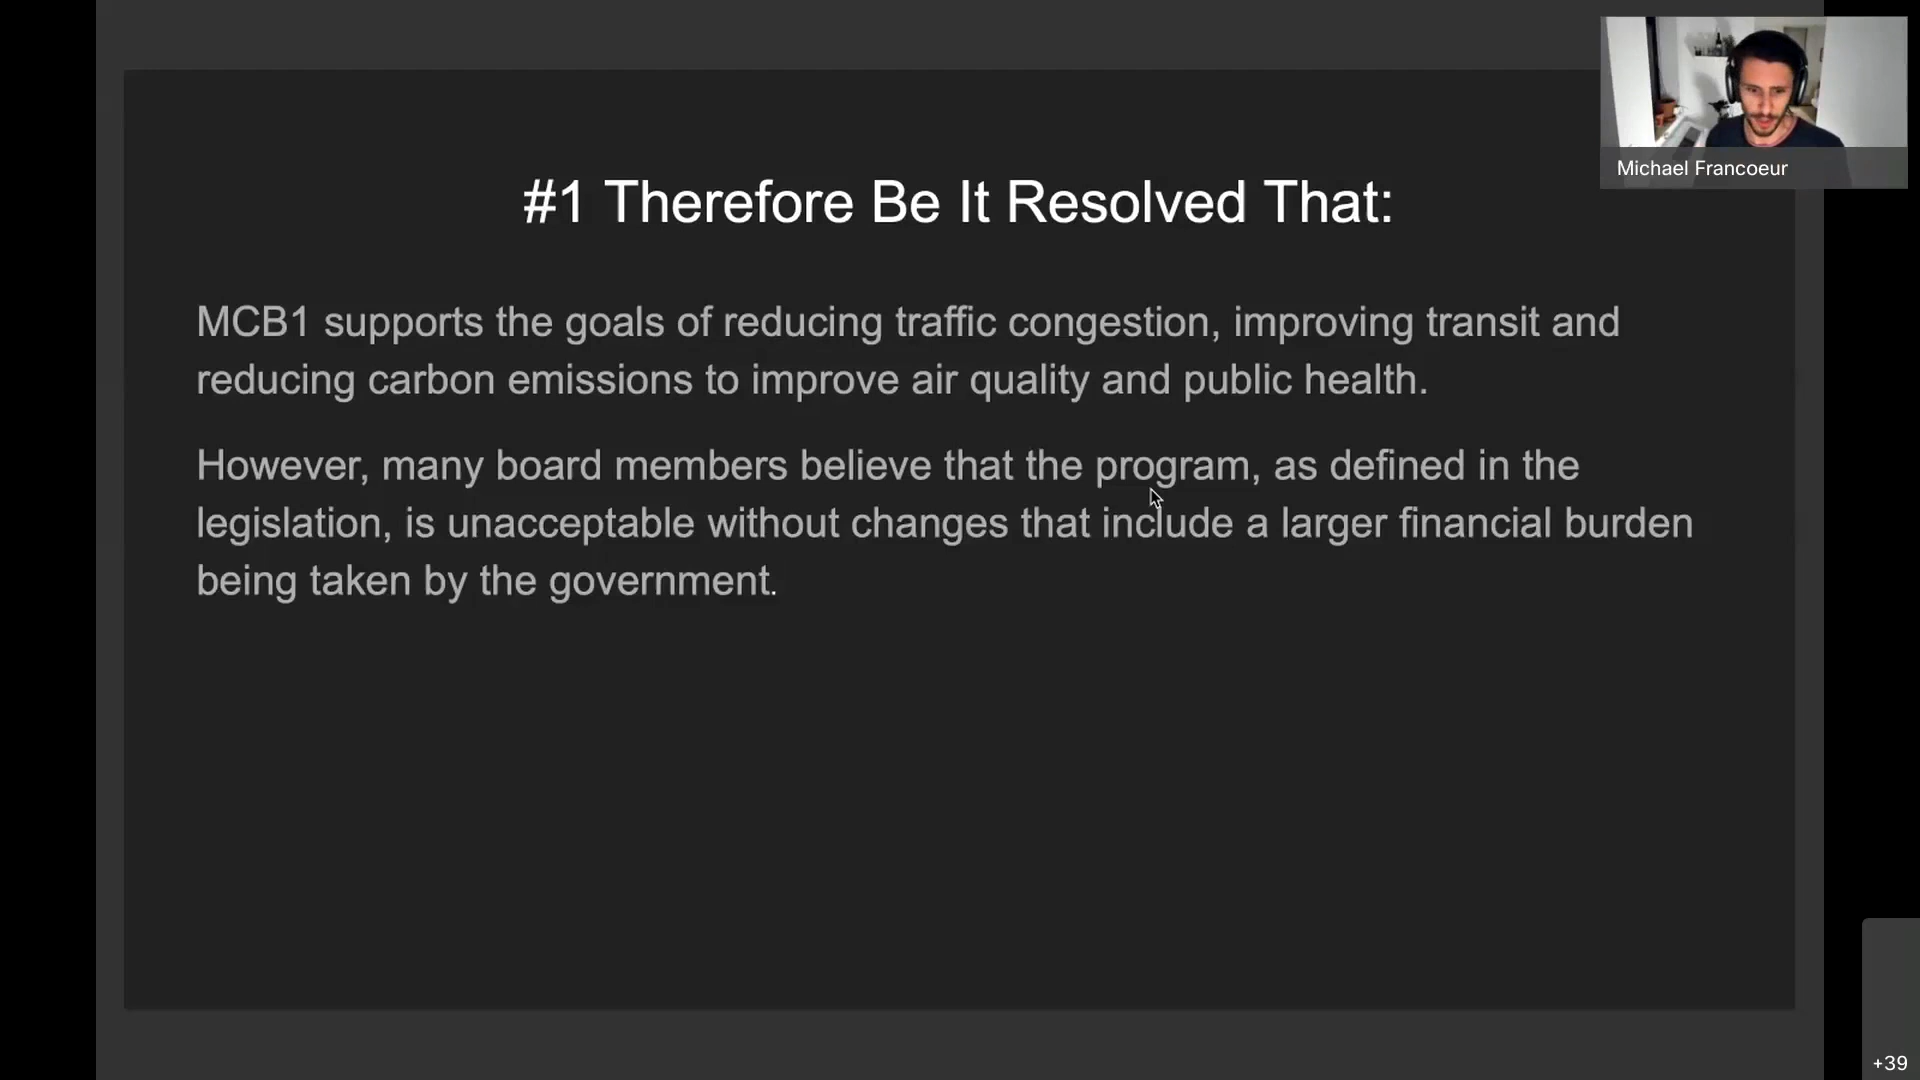 Michael Francoeur
#1 Therefore Be It Resolved That:
MCB1 supports the goals of reducing traffic congestion, improving transit and
reducing carbon emissions to improve air quality and public health.
However, many board members believe that the program, as defined in the
legislation, is unacceptable without changes that include a larger financial burden
being taken by the government.
+39